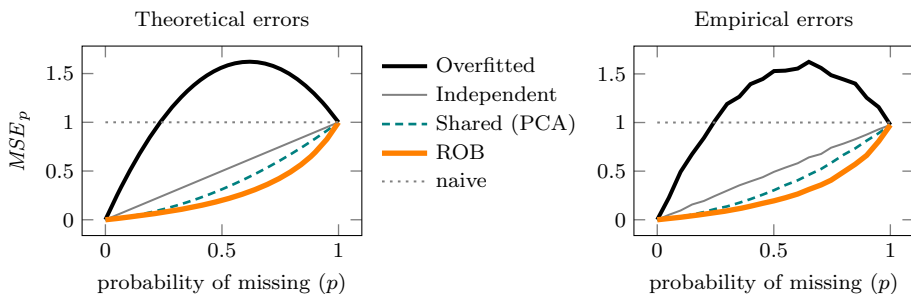 Theoretical errors
Empirical errors
MSE_p
1.5
1
0.5
0
0
0.5
1
probability of missing (p)
Overfitted
Independent
Shared (PCA)
ROB
naive
1.5
1
0.5
0
0
0.5
1
probability of missing (p)